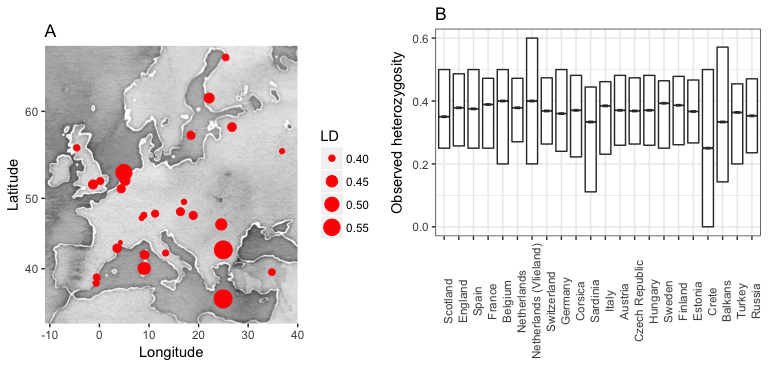 A
Latitude
60
50
40
-10 0 10 20 30 40
Longitude
LD
0.40
0.45
0.50
0.55
B
Observed heterozygosity
0.6
0.4
0.2
0.0
Scotland
England
Spain
France
Belgium
Netherlands
Netherlands (Vlieland)
Switzerland
Germany
Corsica
Sardinia
Italy
Austria
Czech Republic
Hungary
Sweden
Finland
Estonia
Crete
Balkans
Turkey
Russia